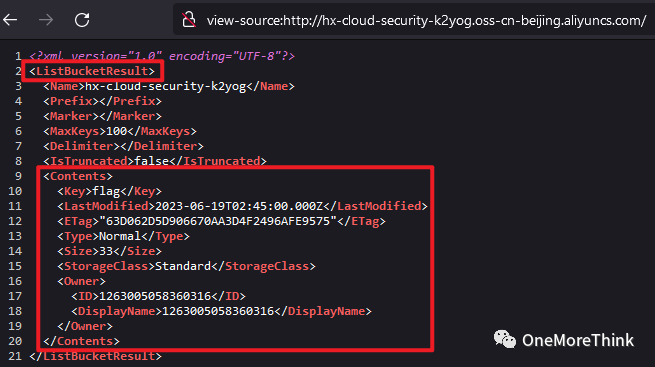 view-source:http://hx-cloud-security-k2yog.oss-cn-beijing.aliyuncs.com/
1 <?xml version="1.0" encoding="UTF-8"?>
2 <ListBucketResult>
3 <Name>hx-cloud-security-k2yog</Name>
4 <Prefix></Prefix>
5 <Marker></Marker>
6 <MaxKeys>100</MaxKeys>
7 <Delimiter></Delimiter>
8 <IsTruncated>false</IsTruncated>
9 <Contents>
10 <Key>flag</Key>
11 <LastModified>2023-06-19T02:45:00.000Z</LastModified>
12 <ETag>"63D062D5D906670AA3D4F2496AFE9575"</ETag>
13 <Type>Normal</Type>
14 <Size>33</Size>
15 <StorageClass>Standard</StorageClass>
16 <Owner>
17 <ID>1263005058360316</ID>
18 <DisplayName>1263005058360316</DisplayName>
19 </Owner>
20 </Contents>
21 </ListBucketResult>
OneMoreThink